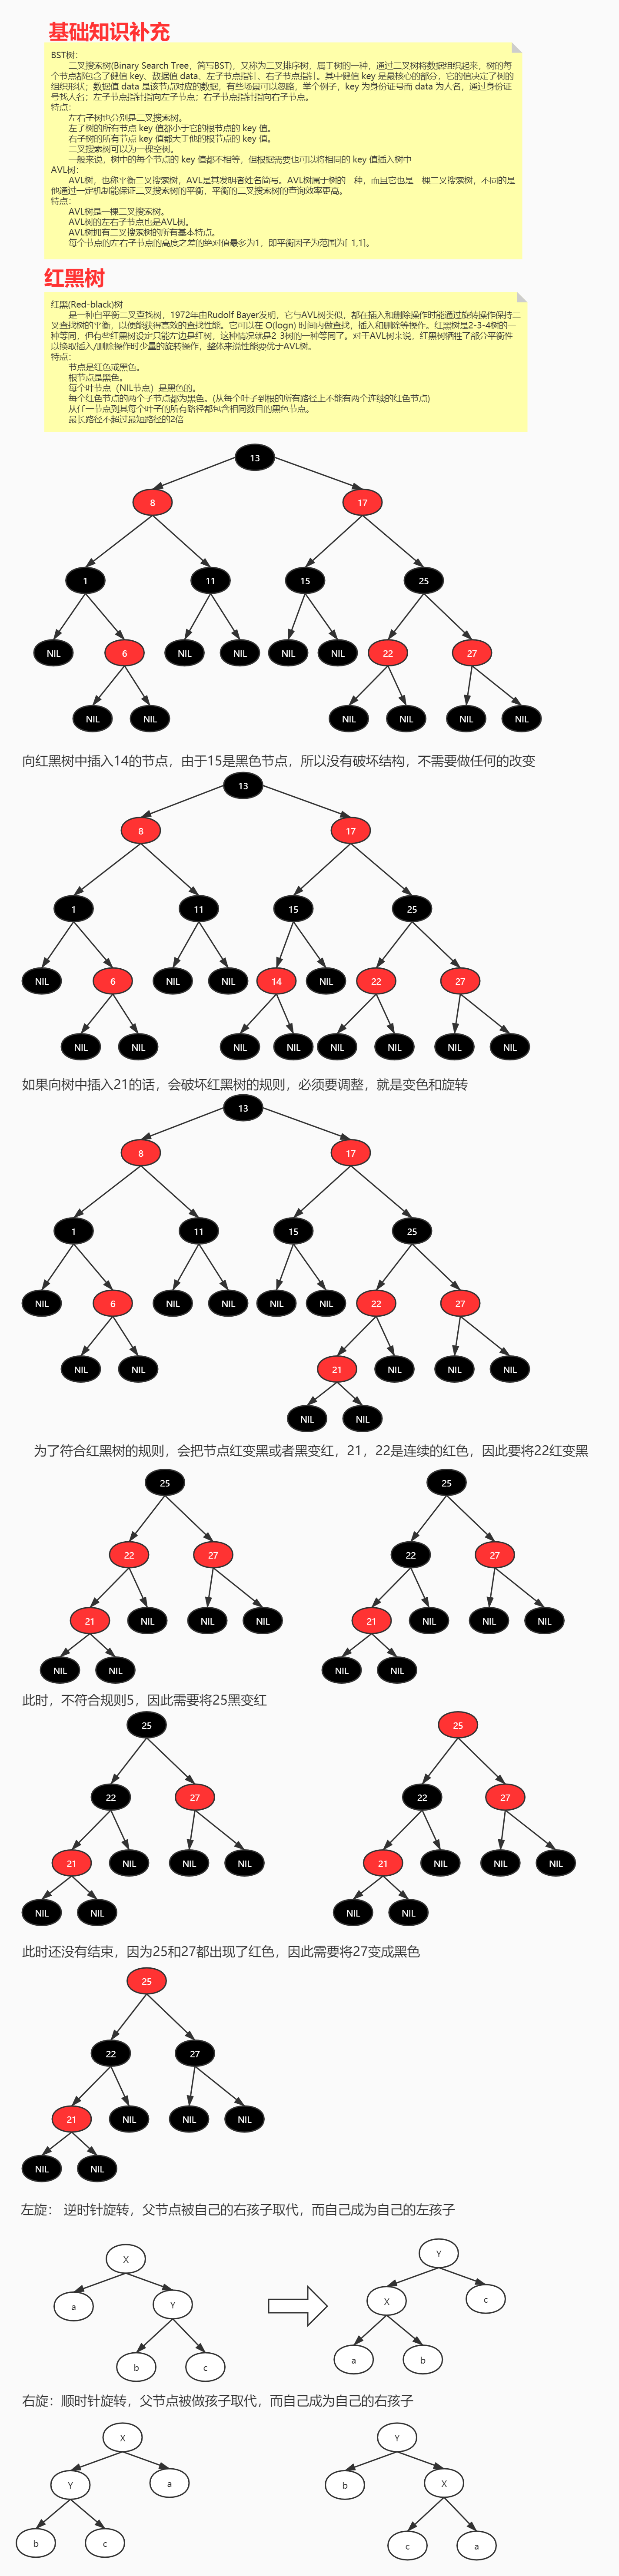 基础知识补充
BST树：
二叉搜索树(Binary Search Tree，简写BST)，又称为二叉排序树，属于树的一种，通过二叉树将数据组织起来，树的每
个节点都包含了健值 key、数据值 data、左子节点指针、右子节点指针。其中健值 key 是最核心的部分，它的值决定了树的
组织形状；数据值 data 是该节点对应的数据，有些场景可以忽略，举个例子，key 为身份证号而 data 为人名，通过身份证
号找人名；左子节点指针指向左子节点；右子节点指针指向右子节点。
特点：
左右子树也分别是二叉搜索树。
左子树的所有节点 key 值都小于它的根节点的 key 值。
右子树的所有节点 key 值都大于他的根节点的 key 值。
二叉搜索树可以为一棵空树。
一般来说，树中的每个节点的 key 值都不相等，但根据需要也可以将相同的 key 值插入树中
AVL树：
AVL树，也称平衡二叉搜索树，AVL是其发明者姓名简写。AVL树属于树的一种，而且它也是一棵二叉搜索树，不同的是
他通过一定机制能保证二叉搜索树的平衡，平衡的二叉搜索树的查询效率更高。
特点：
AVL树是一棵二叉搜索树。
AVL树的左右子节点也是AVL树。
AVL树拥有二叉搜索树的所有基本特点。
每个节点的左右子节点的高度之差的绝对值最多为1，即平衡因子为范围为[-1,1]。
红黑树
红黑(Red-black)树
是一种自平衡二叉查找树，1972年由Rudolf Bayer发明，它与AVL树类似，都在插入和删除操作时能通过旋转操作保持二
叉查找树的平衡，以便能获得高效的查找性能。它可以在 O(logn) 时间内做查找，插入和删除等操作。红黑树是2-3-4树的一
种等同，但有些红黑树设定只能左边是红树，这种情况就是2-3树的一种等同了。对于AVL树来说，红黑树牺牲了部分平衡性
以换取插入/删除操作时少量的旋转操作，整体来说性能要优于AVL树。
特点：
节点是红色或黑色。
根节点是黑色。
每个叶节点（NIL节点）是黑色的。
每个红色节点的两个子节点都为黑色。(从每个叶子到根的所有路径上不能有两个连续的红色节点)
从任一节点到其每个叶子的所有路径都包含相同数目的黑色节点。
最长路径不超过最短路径的2倍
13
8 17
1 11 15 25
NIL 6 NIL NIL NIL NIL 22 27
NIL NIL NIL NIL NIL NIL
向红黑树中插入14的节点，由于15是黑色节点，所以没有破坏结构，不需要做任何的改变
13
8 17
1 11 15 25
NIL 6 NIL NIL 14 NIL 22 27
NIL NIL NIL NIL NIL NIL NIL NIL
如果向树中插入21的话，会破坏红黑树的规则，必须要调整，就是变色和旋转
13
8 17
1 11 15 25
NIL 6 NIL NIL NIL NIL 22 27
NIL NIL 21 NIL NIL NIL
NIL NIL
为了符合红黑树的规则，会把节点红变黑或者黑变红，21，22是连续的红色，因此要将22红变黑
25 25
22 27 22 27
21 NIL NIL NIL 21 NIL NIL NIL
NIL NIL NIL NIL
此时，不符合规则5，因此需要将25黑变红
25 25
22 27 22 27
21 NIL NIL NIL 21 NIL NIL NIL
NIL NIL NIL NIL
此时还没有结束，因为25和27都出现了红色，因此需要将27变成黑色
25
22 27
21 NIL NIL NIL
NIL NIL
左旋： 逆时针旋转，父节点被自己的右孩子取代，而自己成为自己的左孩子
X Y
a Y X c
b c a b
右旋：顺时针旋转，父节点被做孩子取代，而自己成为自己的右孩子
X Y
Y a b X
b c c a